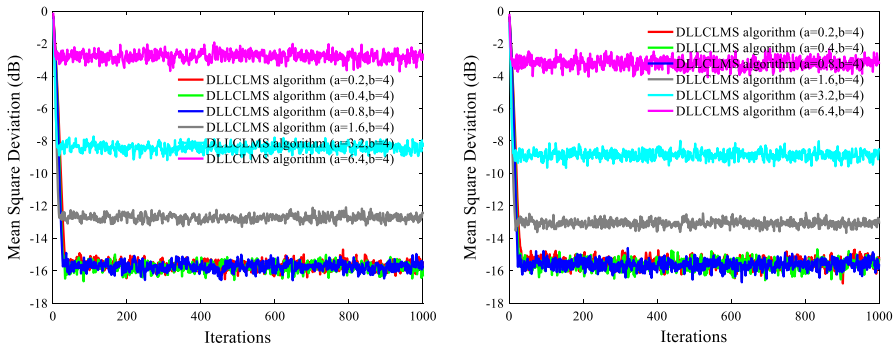 0
-2
-4
-6
-8
-10
-12
-14
-16
-18
0
200
400
600
800
1000
Mean Square Deviation (dB)
Iterations
DLLCLMS algorithm (a=0.2,b=4)
DLLCLMS algorithm (a=0.4,b=4)
DLLCLMS algorithm (a=0.8,b=4)
DLLCLMS algorithm (a=1.6,b=4)
DLLCLMS algorithm (a=3.2,b=4)
DLLCLMS algorithm (a=6.4,b=4)
0
-2
-4
-6
-8
-10
-12
-14
-16
-18
0
200
400
600
800
1000
Mean Square Deviation (dB)
Iterations
DLLCLMS algorithm (a=0.2,b=4)
DLLCLMS algorithm (a=0.4,b=4)
DLLCLMS algorithm (a=0.8,b=4)
DLLCLMS algorithm (a=1.6,b=4)
DLLCLMS algorithm (a=3.2,b=4)
DLLCLMS algorithm (a=6.4,b=4)